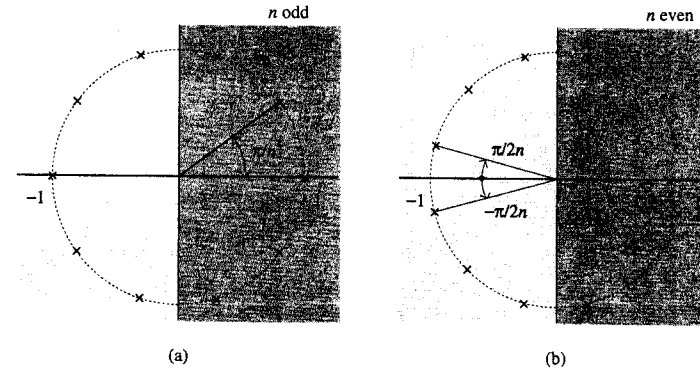 n odd
π/n
−1
(a)
n even
π/2n
−π/2n
−1
(b)